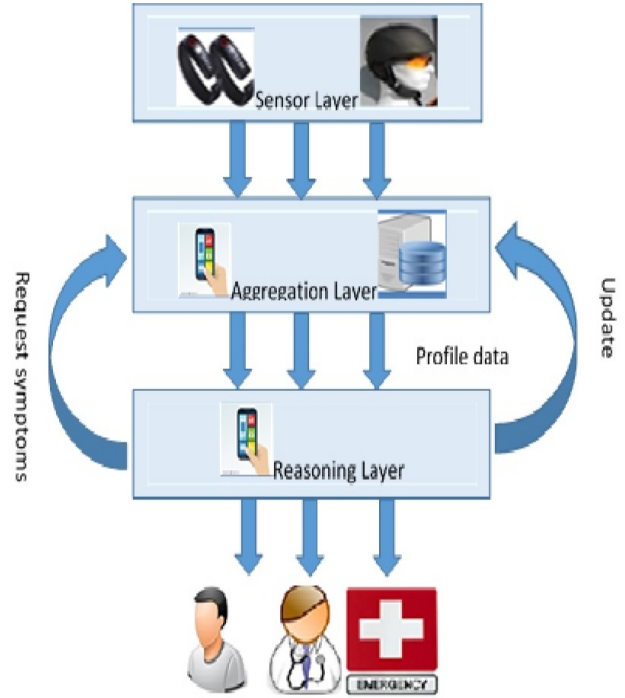 Sensor Layer
Aggregation Layer
Request symptoms
Update
Profile data
Reasoning Layer
EMERGENCY